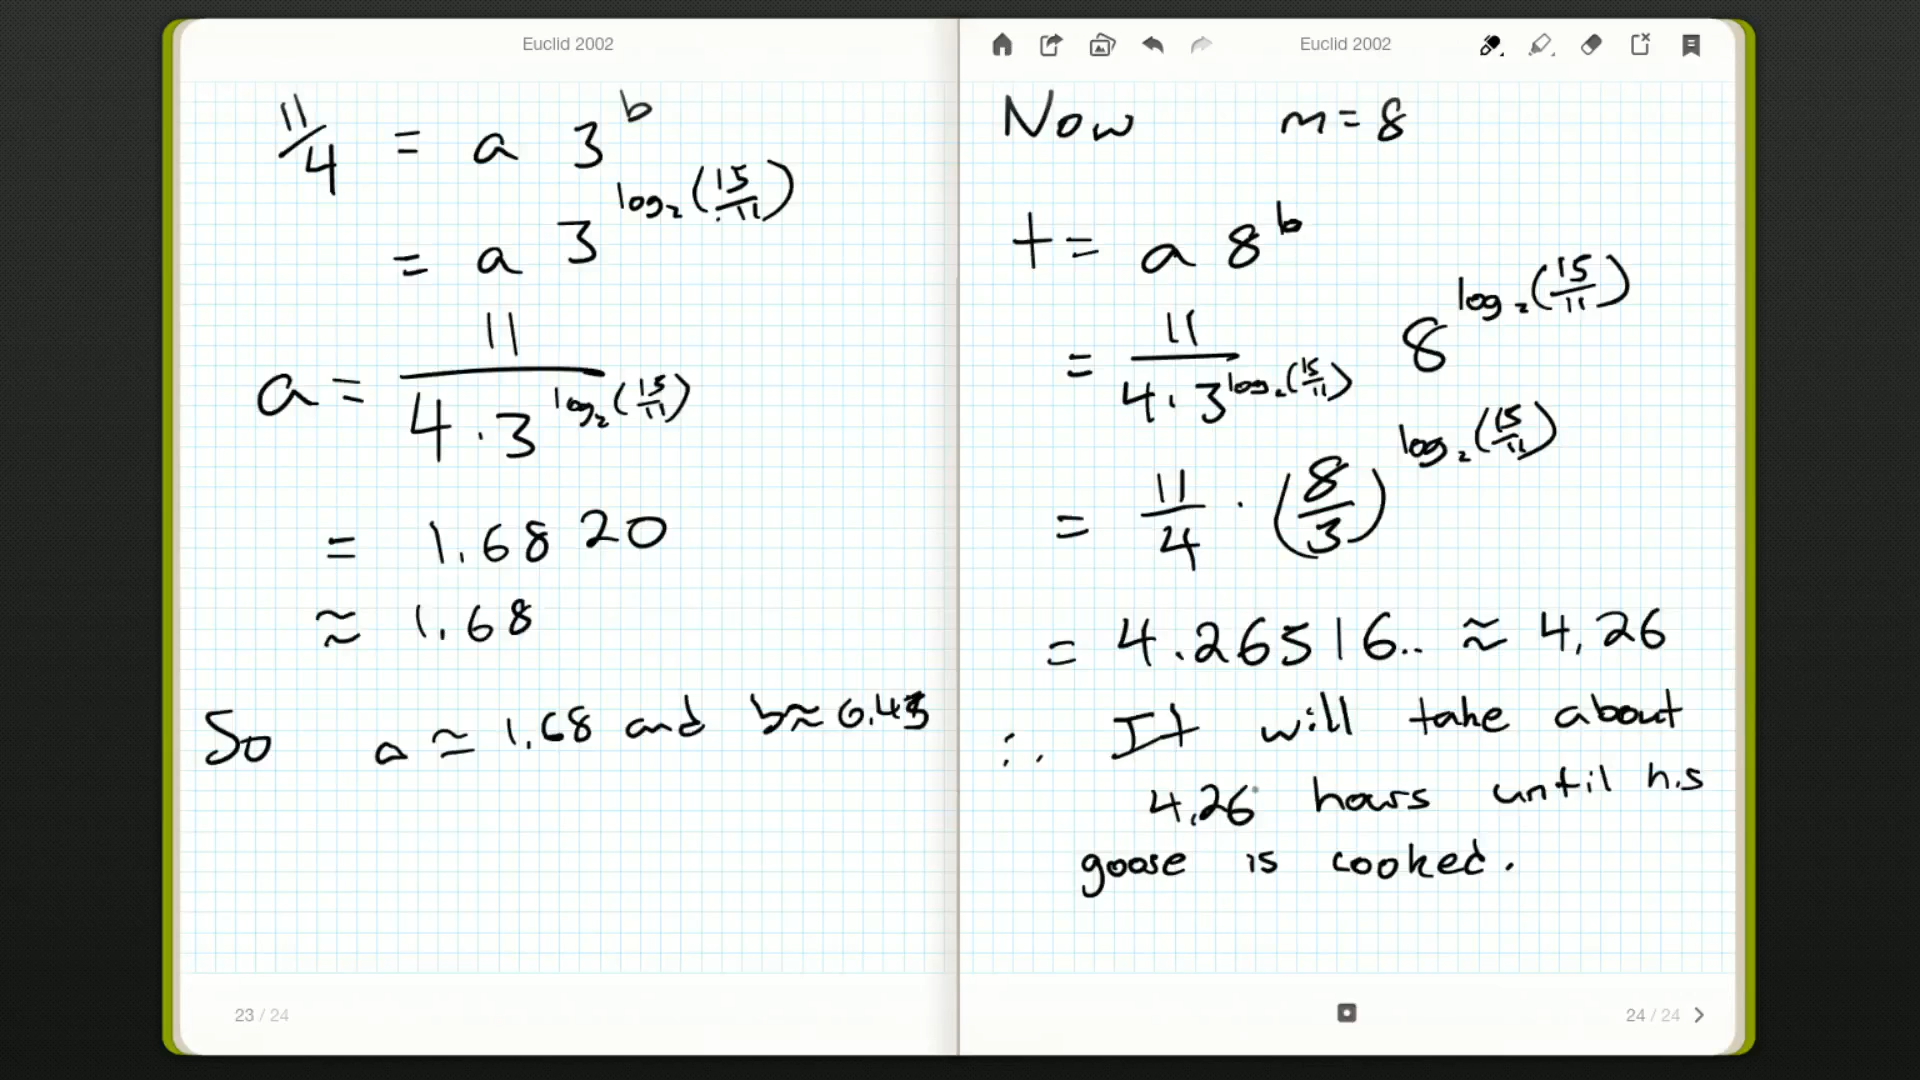 Euclid 2002
11/4 = a 3^b
= a 3^log₂(15/11)
a = 11/(4·3^log₂(15/11))
= 1.6820
≈ 1.68
So a ≃ 1.68 and b ≈ 0.45
23 / 24
Euclid 2002
Now m = 8
t = a 8^b
= 11/(4·3^log₂(15/11)) 8^log₂(15/11)
= 11/4 · (8/3)^log₂(15/11)
= 4.26516.. ≈ 4.26
∴ It will take about
4.26 hours until his
goose is cooked.
24 / 24